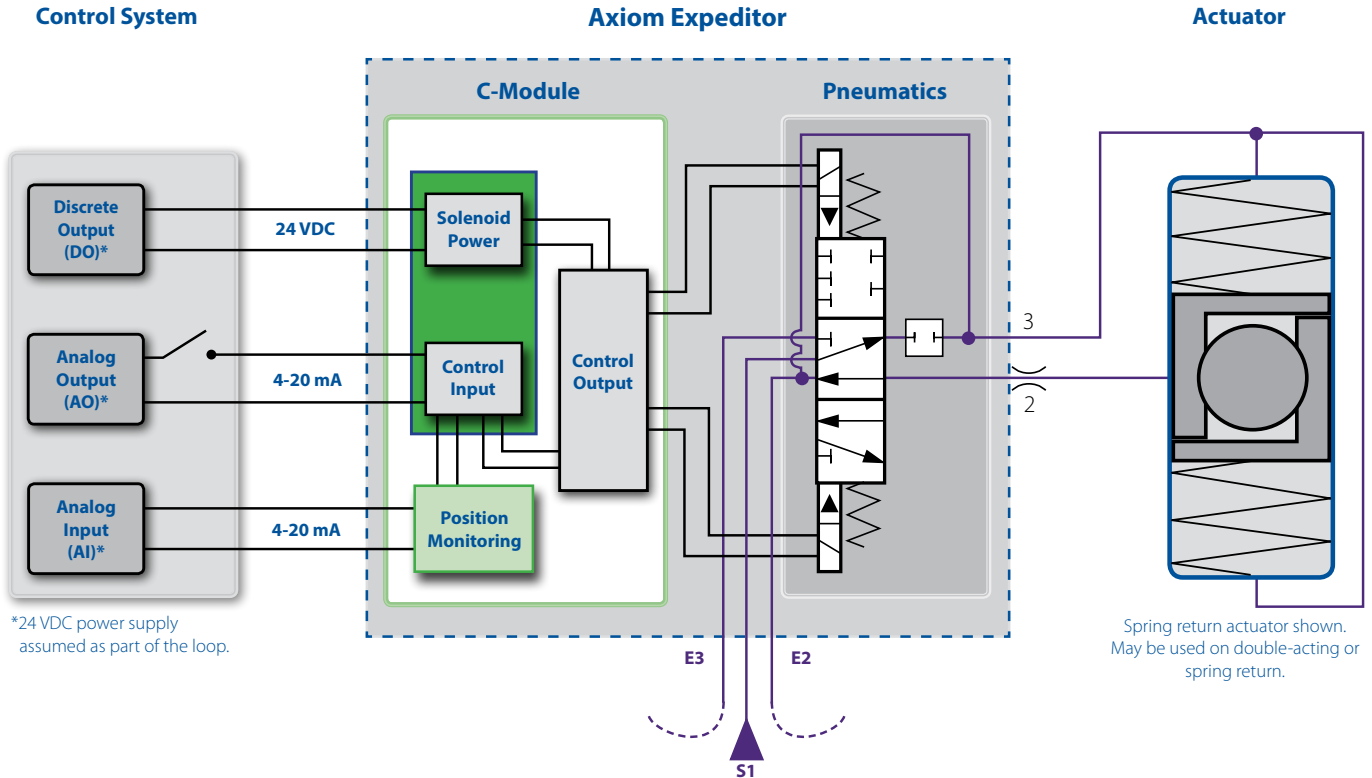 Control System
Axiom Expeditor
Actuator
C-Module
Pneumatics
Discrete
Output
(DO)*
24 VDC
Solenoid
Power
Analog
Output
(AO)*
4-20 mA
Control
Input
Control
Output
3
2
Analog
Input
(AI)*
4-20 mA
Position
Monitoring
*24 VDC power supply
assumed as part of the loop.
E3
E2
S1
Spring return actuator shown.
May be used on double-acting or
spring return.